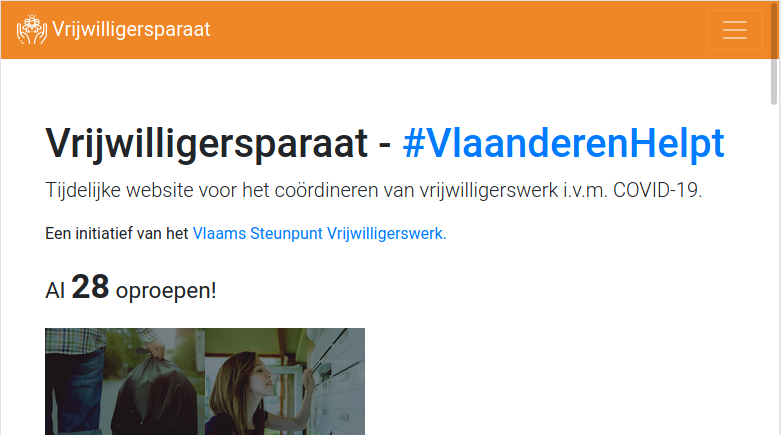 Vrijwilligersparaat
Vrijwilligersparaat - #VlaanderenHelpt
Tijdelijke website voor het coördineren van vrijwilligerswerk i.v.m. COVID-19.
Een initiatief van het Vlaams Steunpunt Vrijwilligerswerk.
Al 28 oproepen!